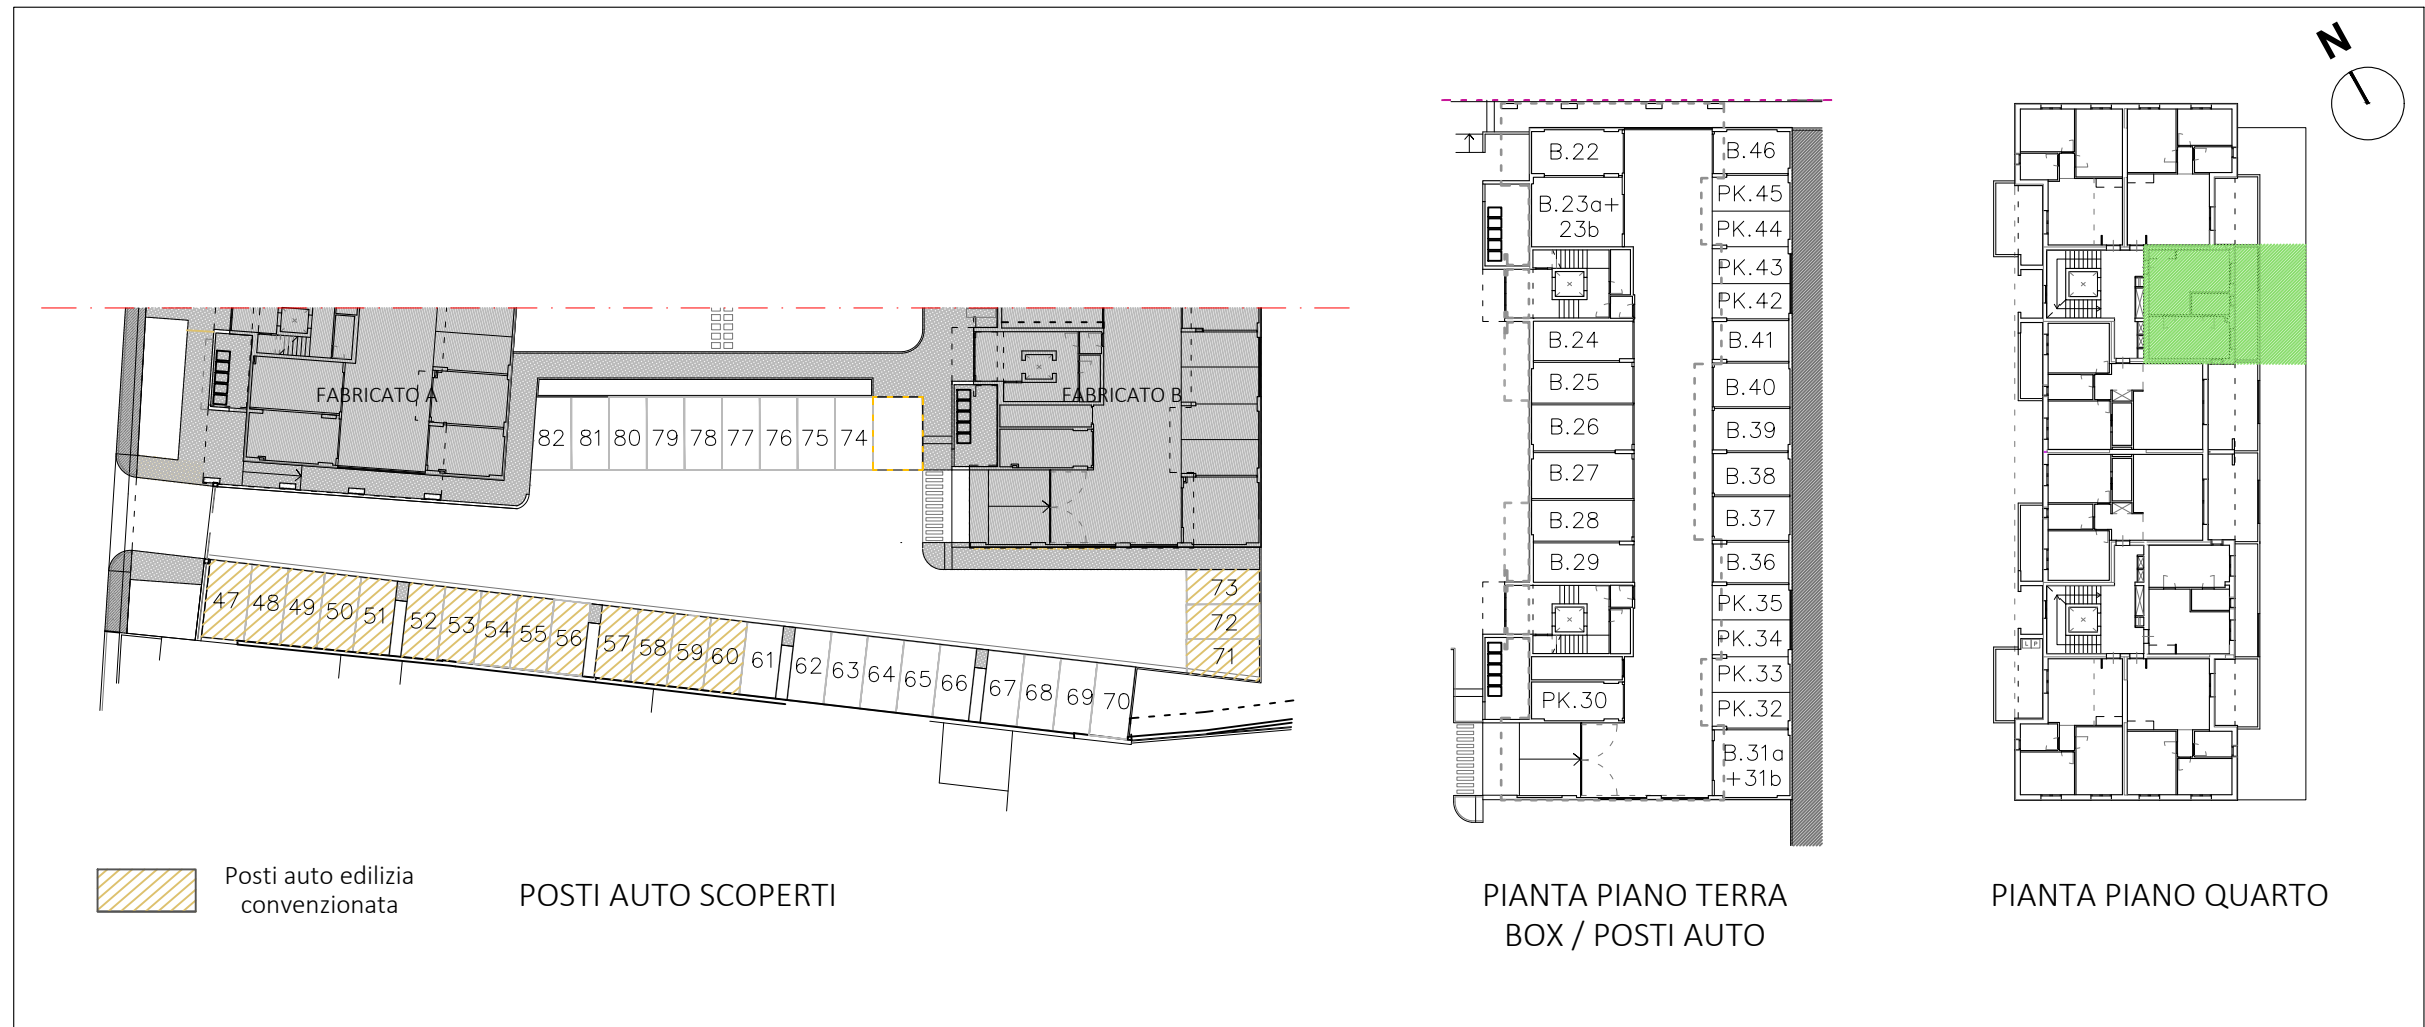 N
FABRICATO A
FABRICATO B
82 81 80 79 78 77 76 75 74
73
72
71
47 48 49 50 51 52 53 54 55 56 57 58 59 60 61 62 63 64 65 66 67 68 69 70
Posti auto edilizia
convenzionata
POSTI AUTO SCOPERTI
B.22
B.23a+
23b
B.24
B.25
B.26
B.27
B.28
B.29
PK.30
B.46
PK.45
PK.44
PK.43
PK.42
B.41
B.40
B.39
B.38
B.37
B.36
PK.35
PK.34
PK.33
PK.32
B.31a
+31b
PIANTA PIANO TERRA
BOX / POSTI AUTO
PIANTA PIANO QUARTO